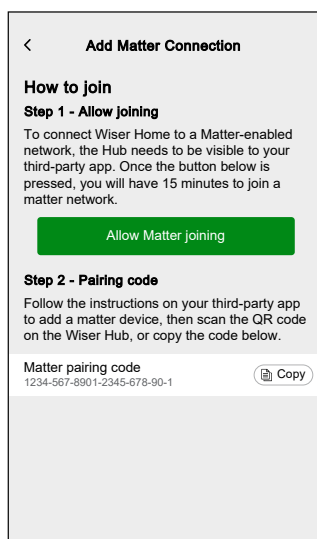 Add Matter Connection
How to join
Step 1 - Allow joining
To connect Wiser Home to a Matter-enabled
network, the Hub needs to be visible to your
third-party app. Once the button below is
pressed, you will have 15 minutes to join a
matter network.
Allow Matter joining
Step 2 - Pairing code
Follow the instructions on your third-party app
to add a matter device, then scan the QR code
on the Wiser Hub, or copy the code below.
Matter pairing code
1234-567-8901-2345-678-90-1
Copy